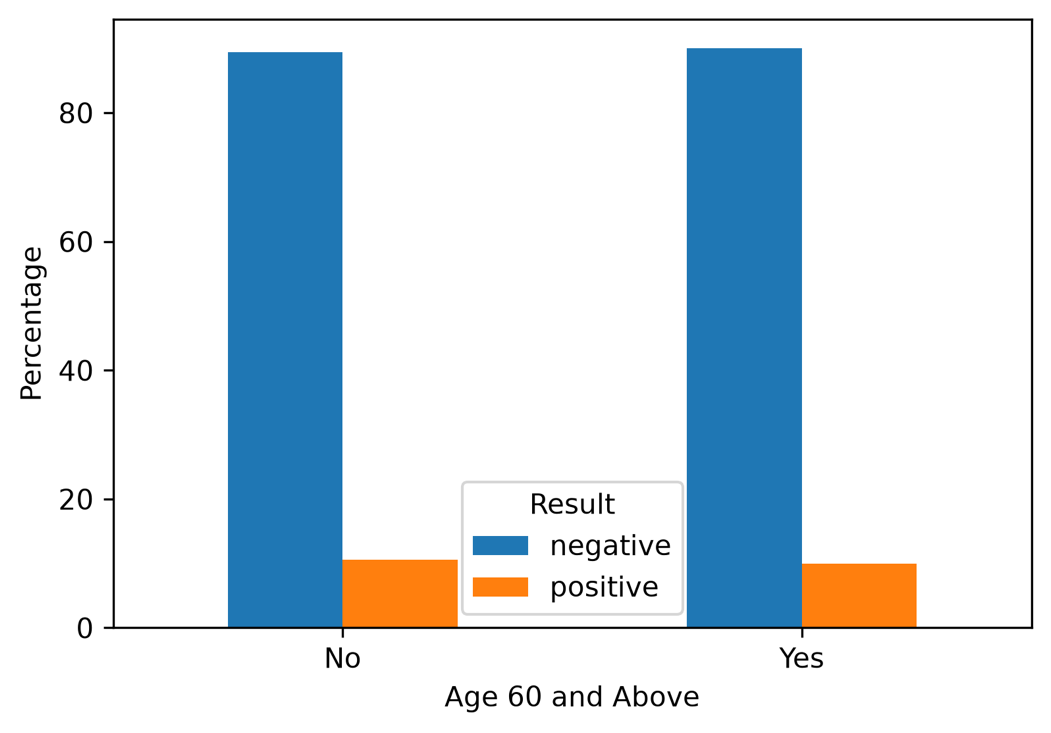 Percentage
80
60
40
20
0
Result
negative
positive
No
Yes
Age 60 and Above